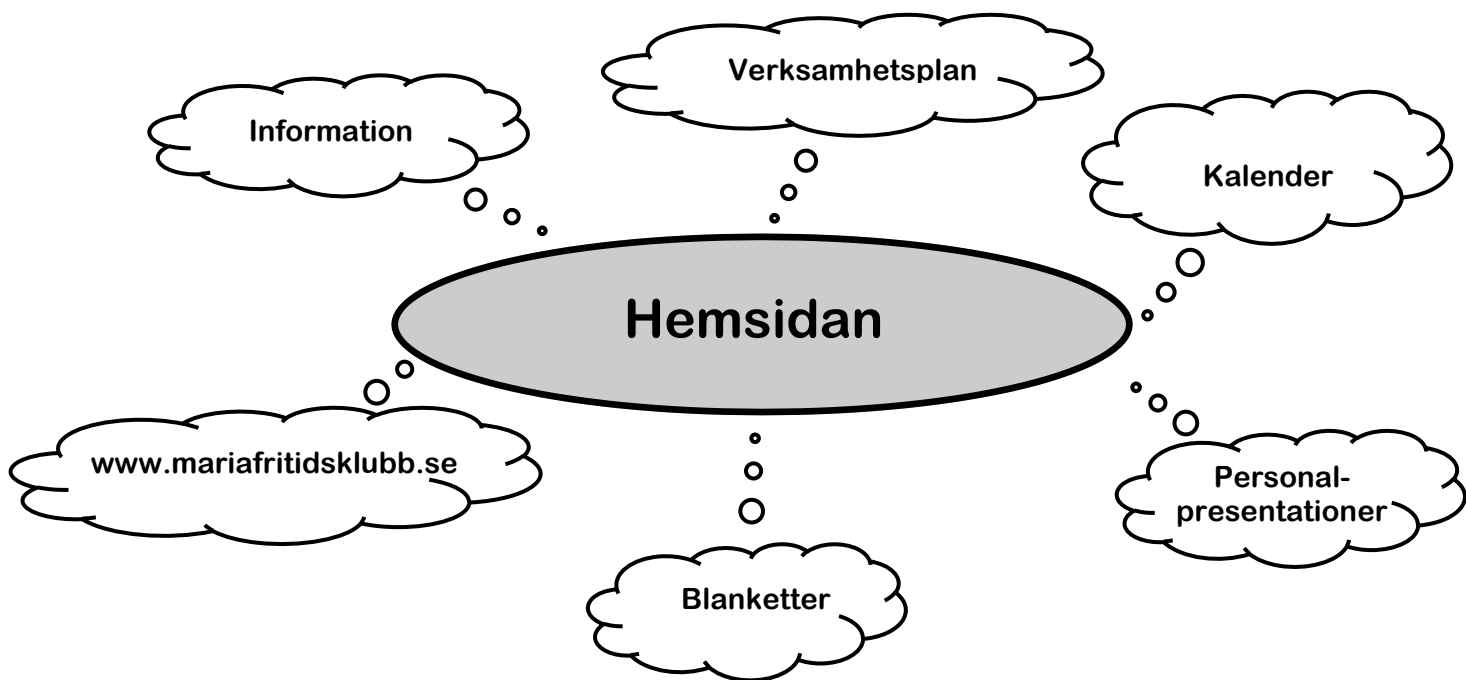 Verksamhetsplan
Information
Kalender
Hemsidan
www.mariafritidsklubb.se
Personal-
presentationer
Blanketter